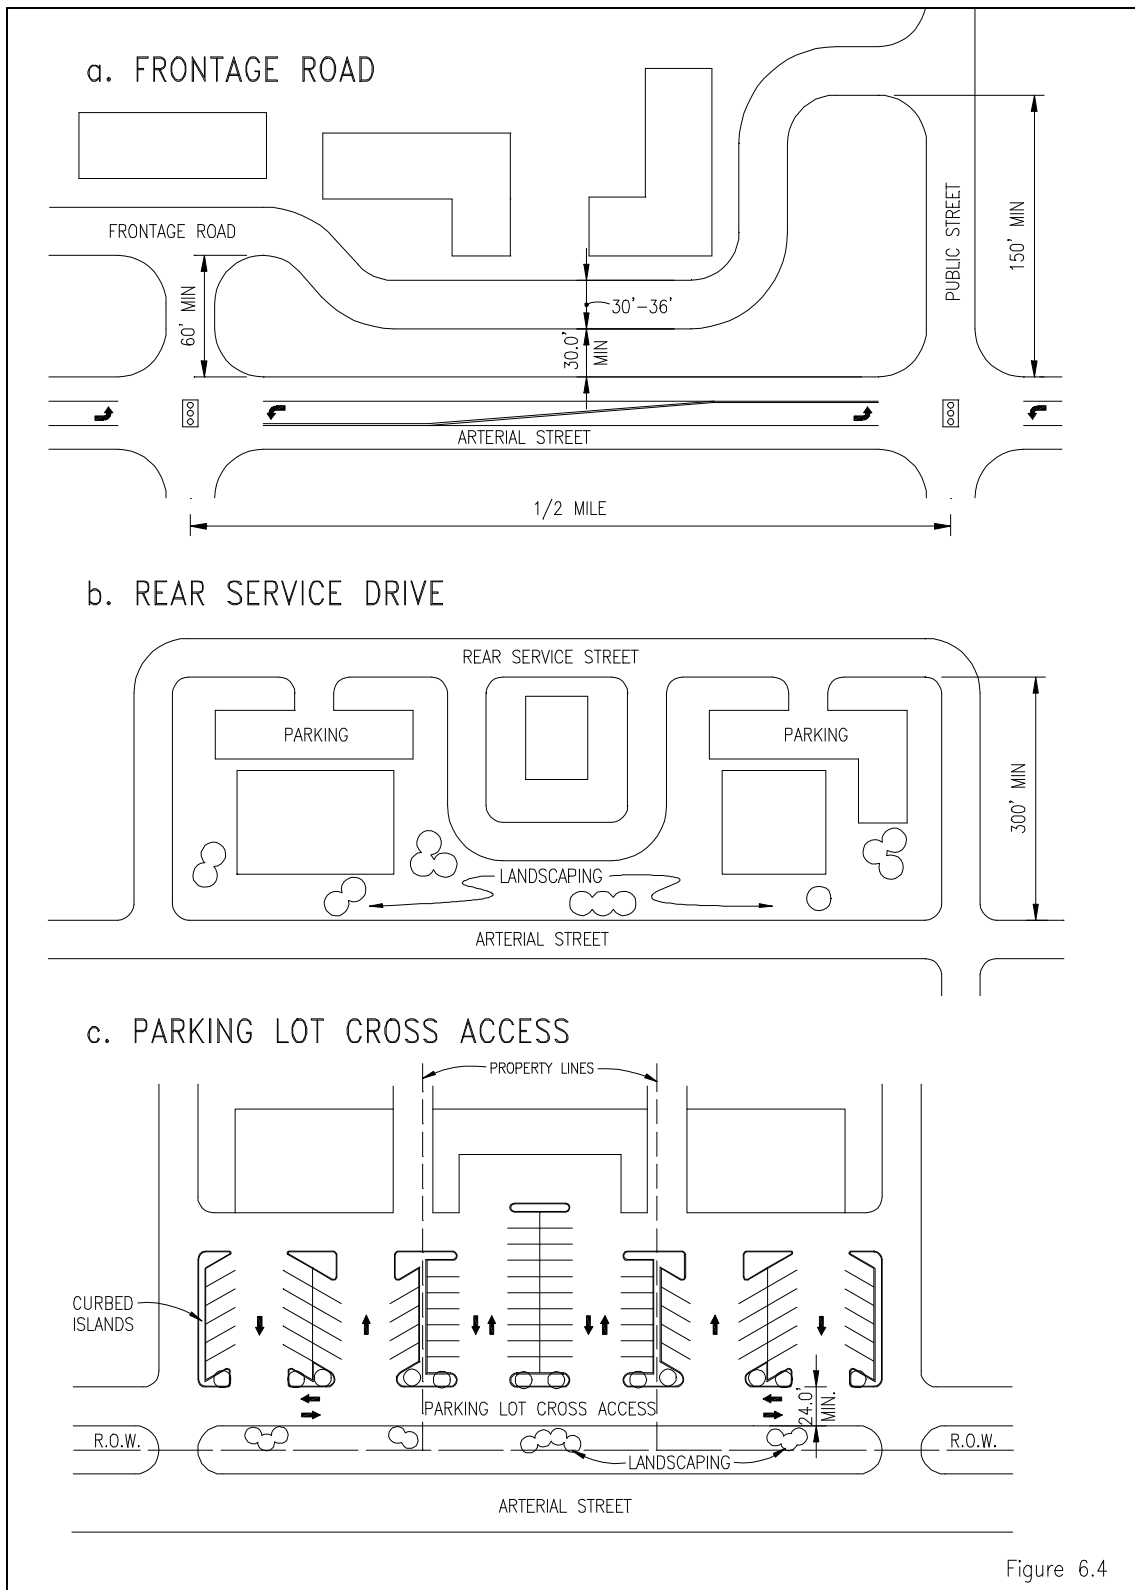 a. FRONTAGE ROAD
FRONTAGE ROAD
60' MIN
30'-36'
30.0'
MIN
PUBLIC STREET
150' MIN
ARTERIAL STREET
1/2 MILE
b. REAR SERVICE DRIVE
REAR SERVICE STREET
PARKING
PARKING
300' MIN
LANDSCAPING
ARTERIAL STREET
c. PARKING LOT CROSS ACCESS
PROPERTY LINES
CURBED
ISLANDS
PARKING LOT CROSS ACCESS
24.0'
MIN.
R.O.W.
R.O.W.
LANDSCAPING
ARTERIAL STREET
Figure 6.4